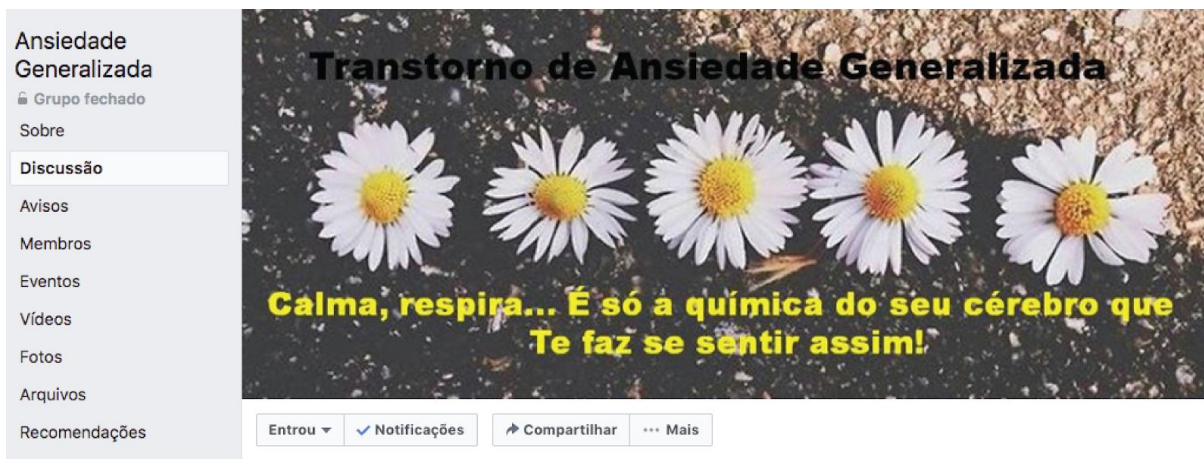 Ansiedade
Generalizada
Grupo fechado
Sobre
Discussão
Avisos
Membros
Eventos
Vídeos
Fotos
Arquivos
Recomendações
Transtorno de Ansiedade Generalizada
Calma, respira... É só a química do seu cérebro que
Te faz se sentir assim!
Entrou
Notificações
Compartilhar
Mais